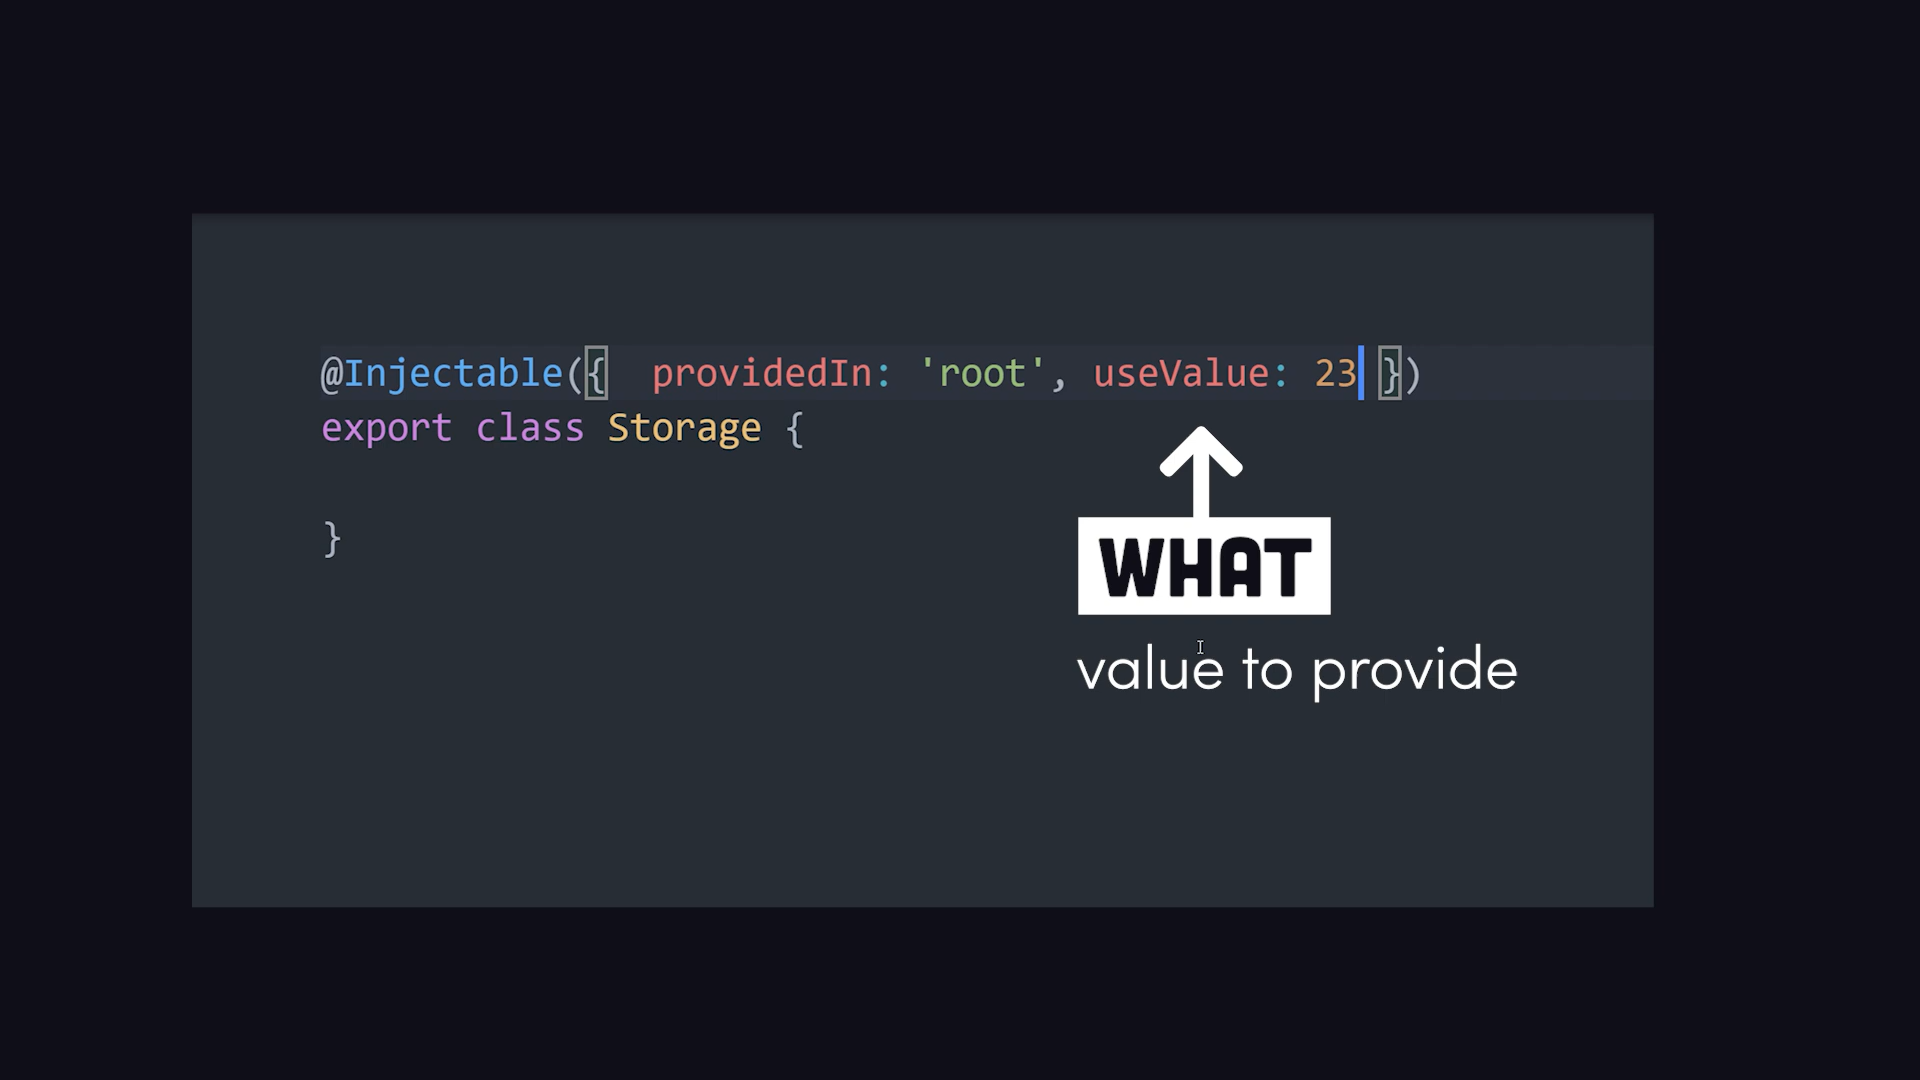 @Injectable({  providedIn: 'root', useValue: 23 })
export class Storage {
}
WHAT
value to provide